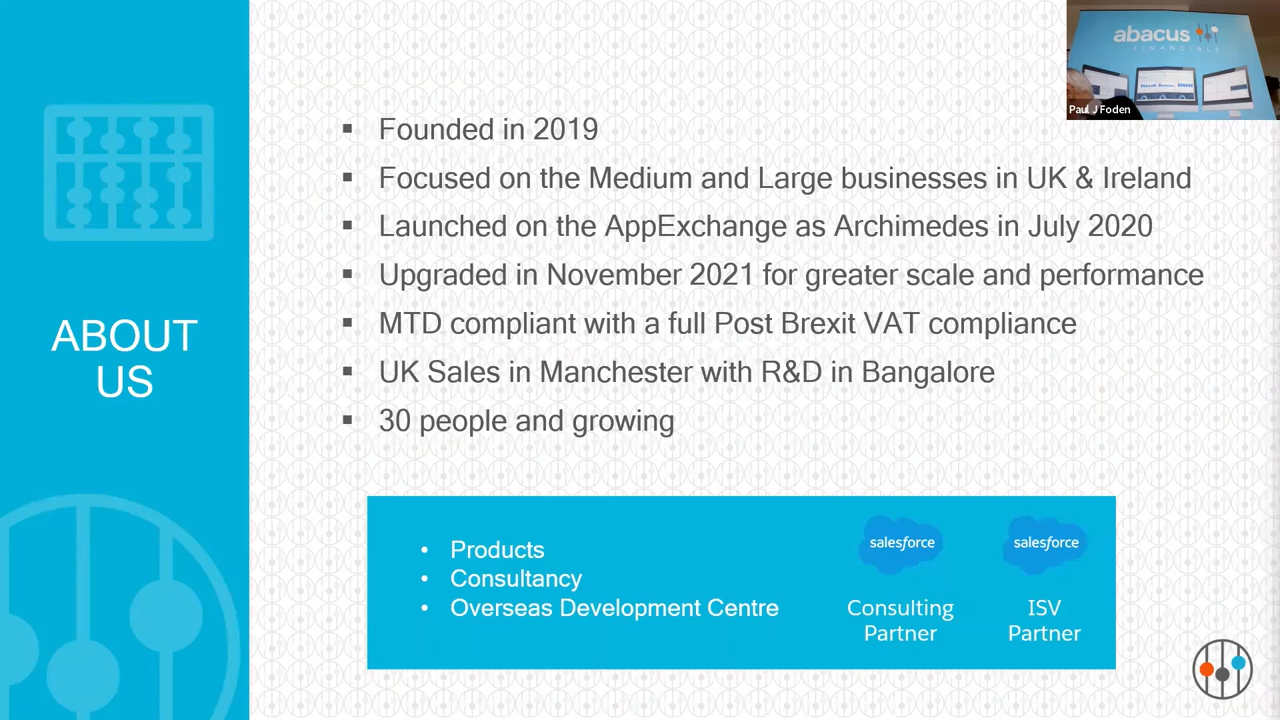 abacus
FINANCIALS
Paul J Foden
ABOUT
US
▪ Founded in 2019
▪ Focused on the Medium and Large businesses in UK & Ireland
▪ Launched on the AppExchange as Archimedes in July 2020
▪ Upgraded in November 2021 for greater scale and performance
▪ MTD compliant with a full Post Brexit VAT compliance
▪ UK Sales in Manchester with R&D in Bangalore
▪ 30 people and growing
• Products
• Consultancy
• Overseas Development Centre
salesforce
Consulting
Partner
salesforce
ISV
Partner